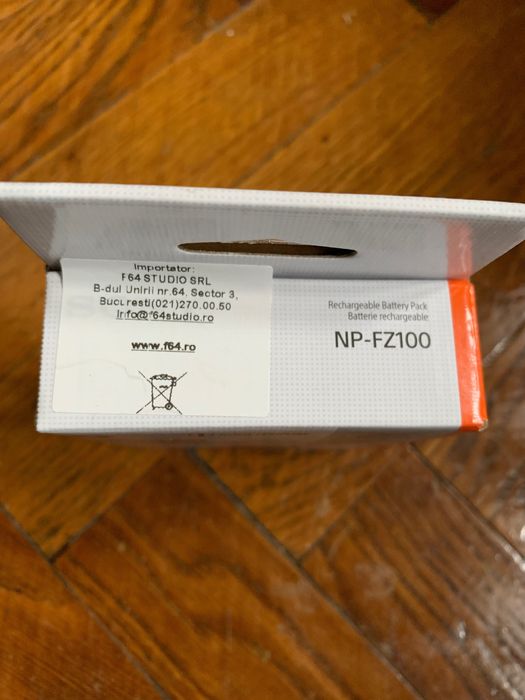 Importator:
F64 STUDIO SRL
B-dul Unirii nr.64, Sector 3,
Bucuresti(021)270.00.50
Info@f64studio.ro
www.f64.ro
Rechargeable Battery Pack
Batterie rechargeable
NP-FZ100